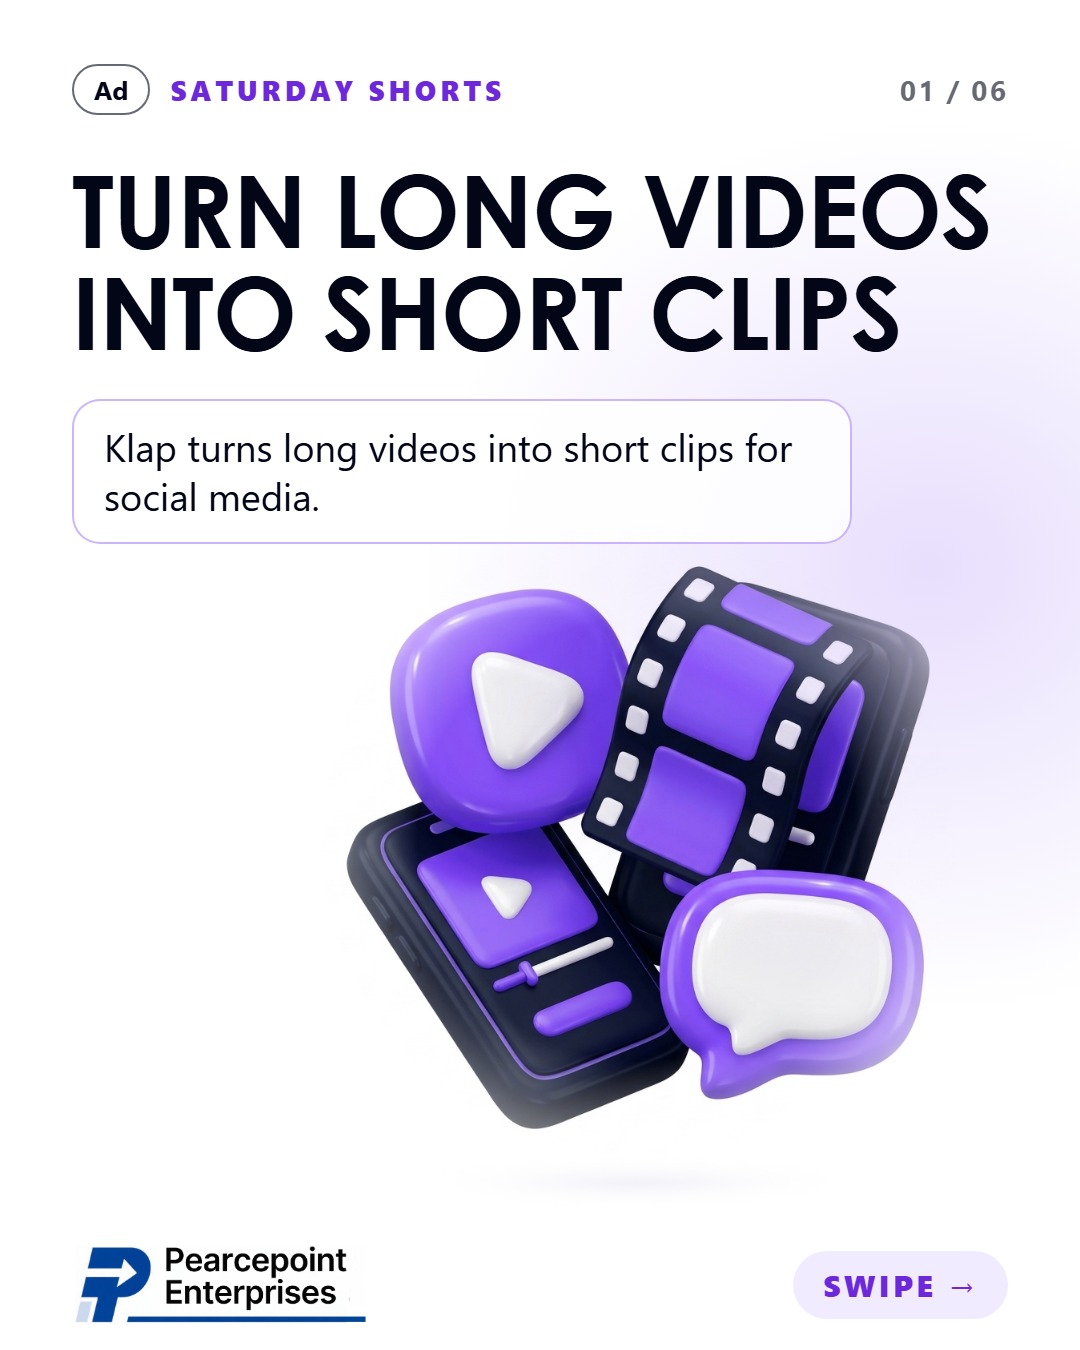 Ad
SATURDAY SHORTS
01 / 06
TURN LONG VIDEOS
INTO SHORT CLIPS
Klap turns long videos into short clips for
social media.
Pearcepoint
Enterprises
SWIPE →